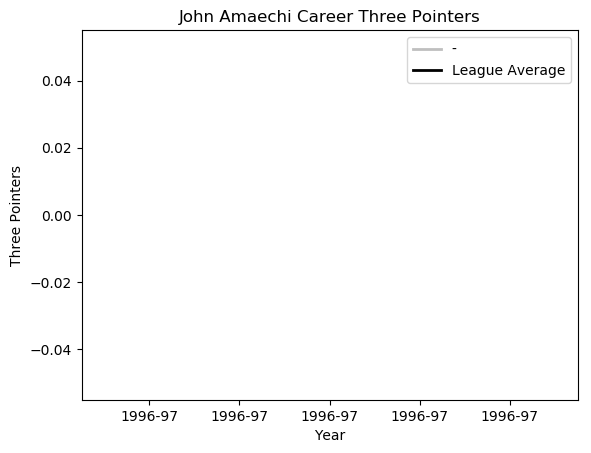 John Amaechi Career Three Pointers
-
League Average
0.04
0.02
0.00
−0.02
−0.04
Three Pointers
1996-97 1996-97 1996-97 1996-97 1996-97
Year